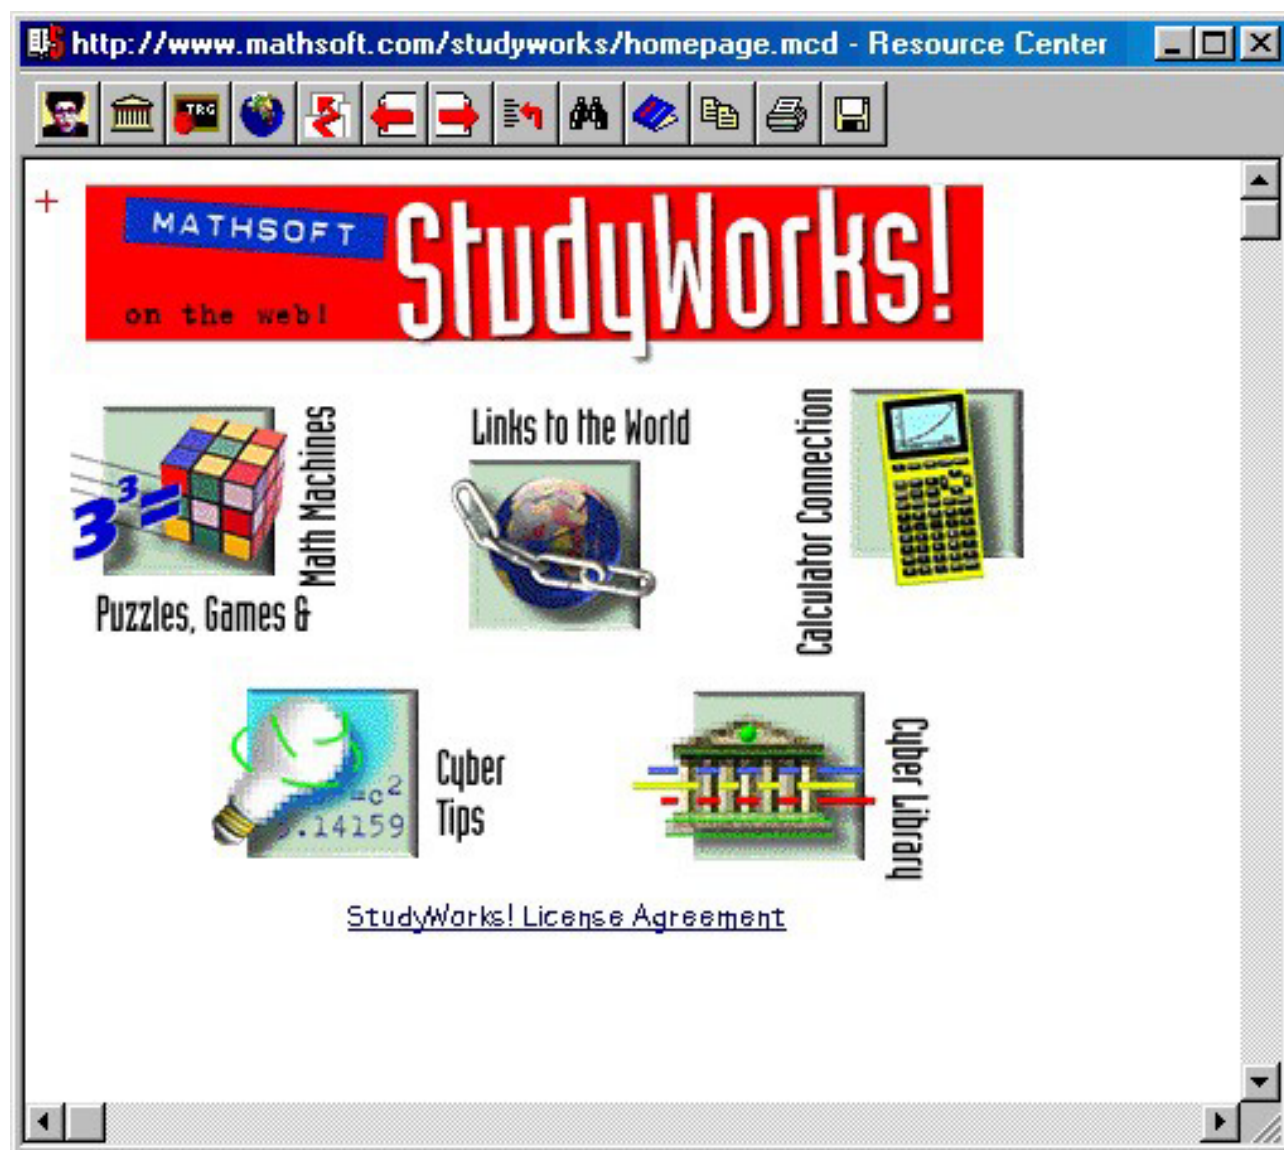 http://www.mathsoft.com/studyworks/homepage.mcd - Resource Center
TRG
MATHSOFT
StudyWorks!
on the web!
3³=
Puzzles, Games &
Math Machines
Links to the World
Calculator Connection
=c²
.14159
Cyber
Tips
Cyber Library
StudyWorks! License Agreement